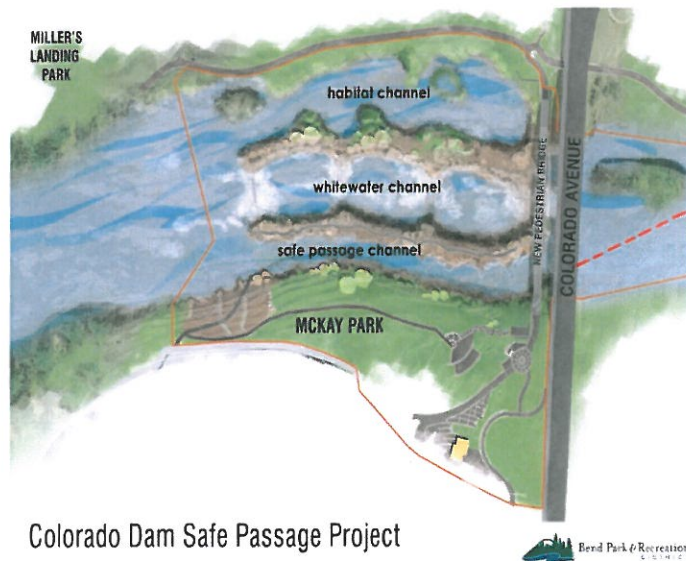 MILLER'S
LANDING
PARK
habitat channel
whitewater channel
safe passage channel
NEW PEDESTRIAN BRIDGE
COLORADO AVENUE
MCKAY PARK
Colorado Dam Safe Passage Project
Bend Park & Recreation
DISTRICT